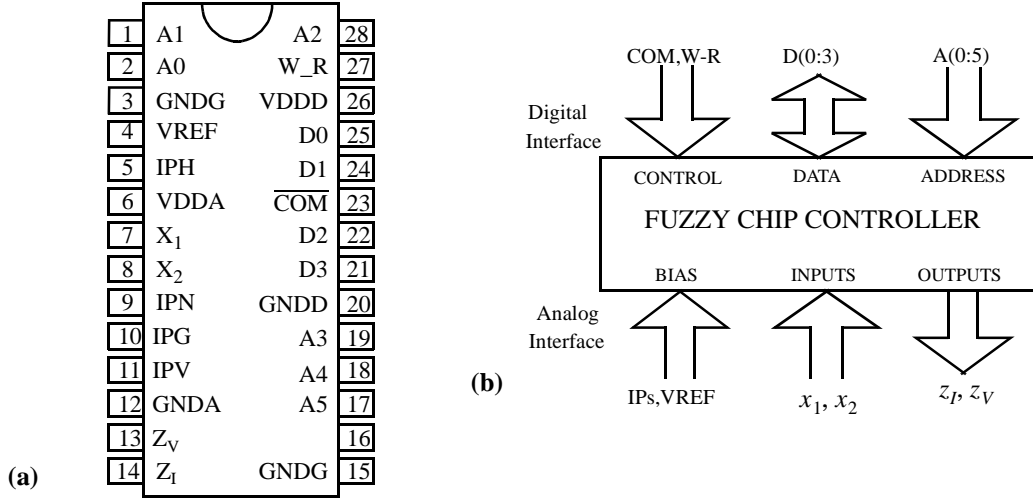 1 A1 A2 28
2 A0 W_R 27
3 GNDG VDDD 26
4 VREF D0 25
5 IPH D1 24
6 VDDA COM 23
7 X1 D2 22
8 X2 D3 21
9 IPN GNDD 20
10 IPG A3 19
11 IPV A4 18
12 GNDA A5 17
13 ZV 16
14 ZI GNDG 15
(a)
COM,W-R D(0:3) A(0:5)
Digital
Interface
CONTROL DATA ADDRESS
FUZZY CHIP CONTROLLER
BIAS INPUTS OUTPUTS
Analog
Interface
(b)
IPs,VREF x1, x2 zI, zV